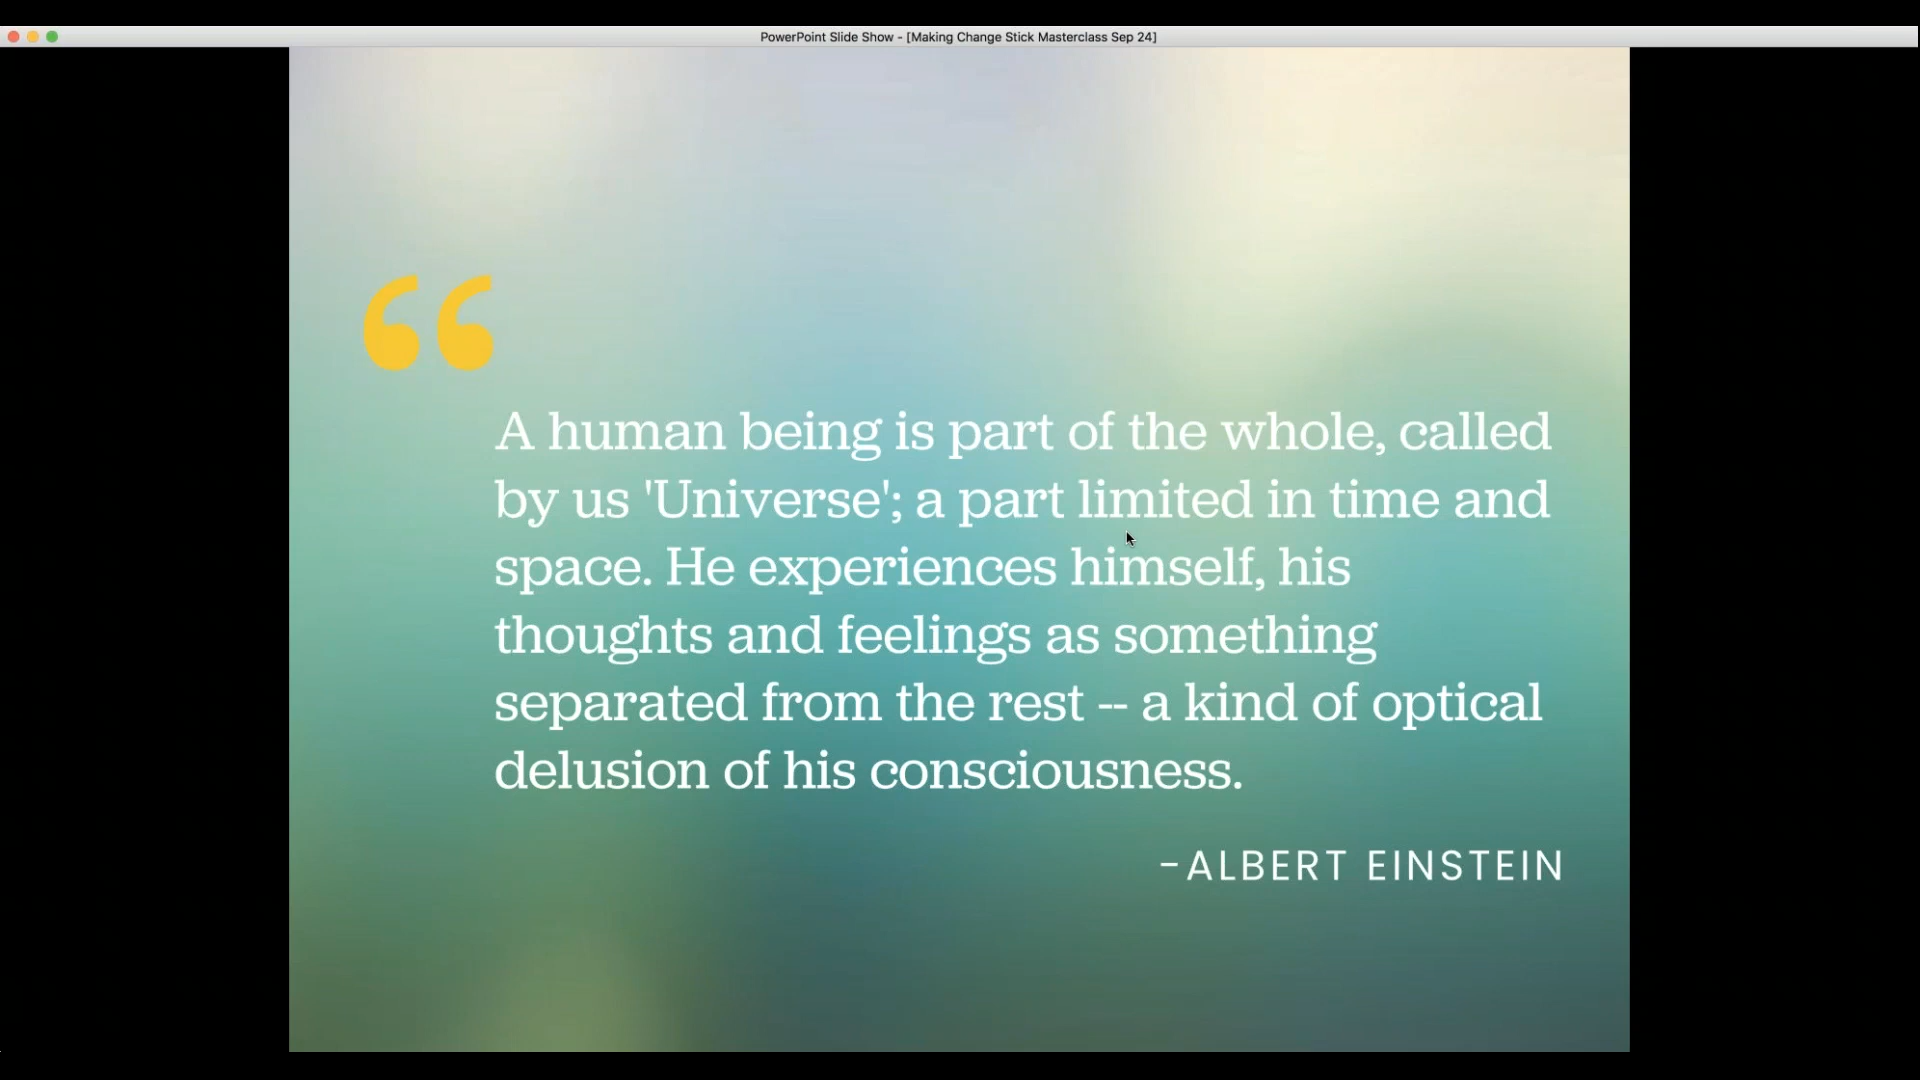 PowerPoint Slide Show - [Making Change Stick Masterclass Sep 24]
“
A human being is part of the whole, called
by us 'Universe'; a part limited in time and
space. He experiences himself, his
thoughts and feelings as something
separated from the rest -- a kind of optical
delusion of his consciousness.
-ALBERT EINSTEIN